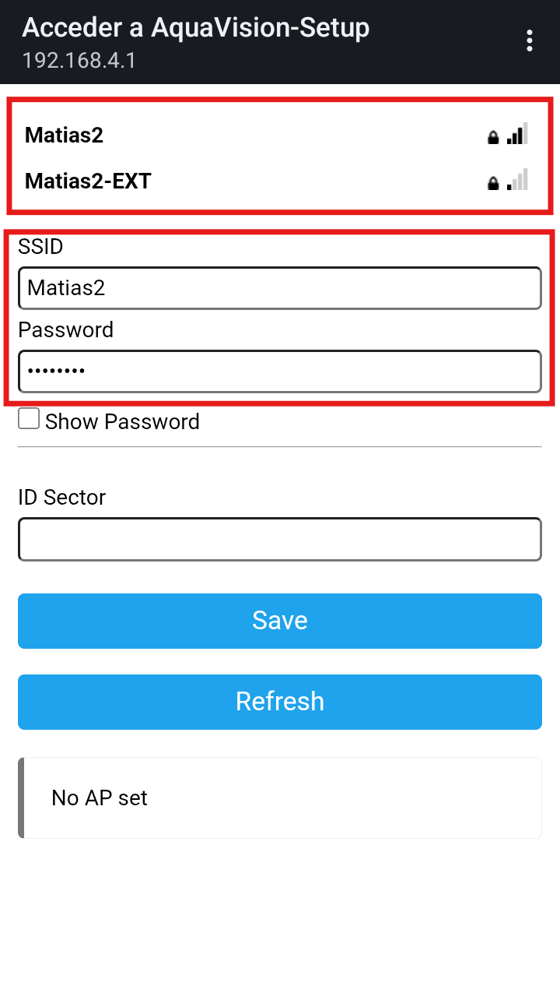 Acceder a AquaVision-Setup
192.168.4.1
Matias2
Matias2-EXT
SSID
Matias2
Password
••••••••
Show Password
ID Sector
Save
Refresh
No AP set